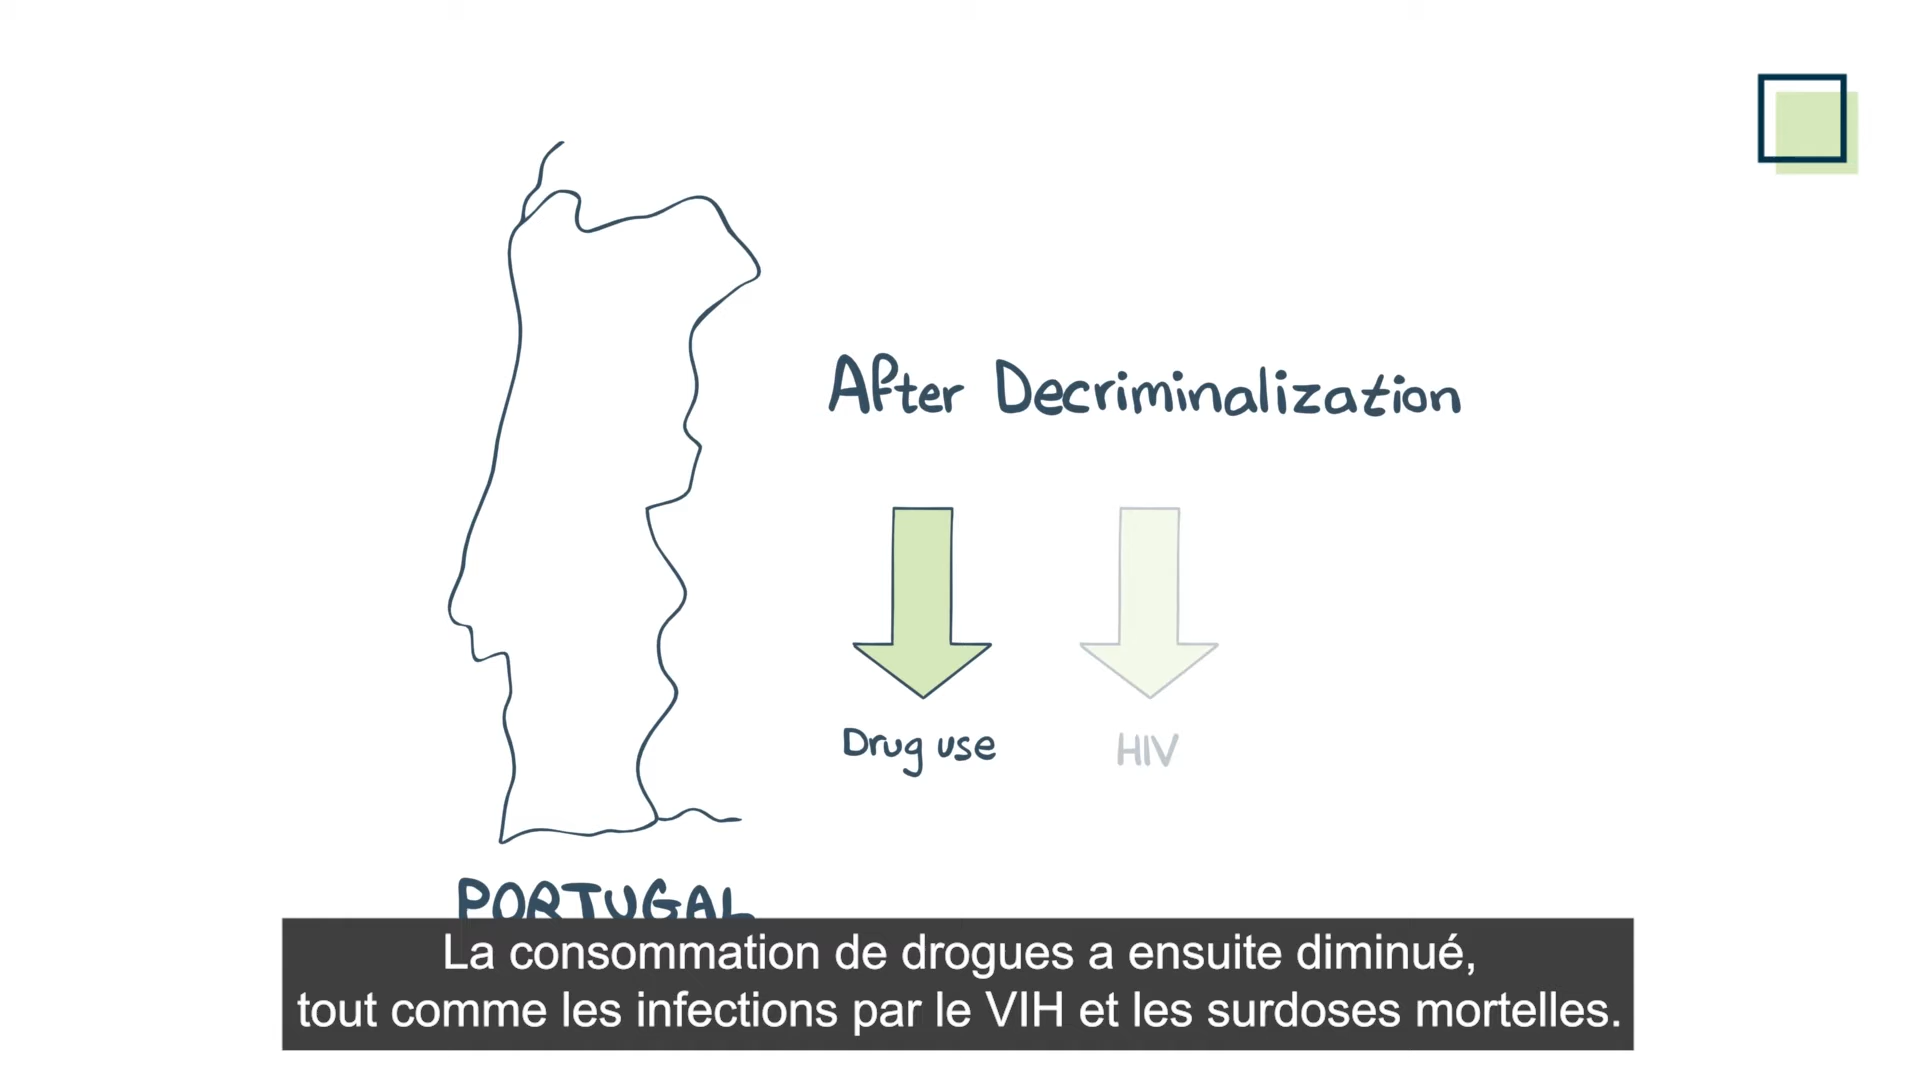 After Decriminalization
Drug use
HIV
PORTUGAL
La consommation de drogues a ensuite diminué,
tout comme les infections par le VIH et les surdoses mortelles.